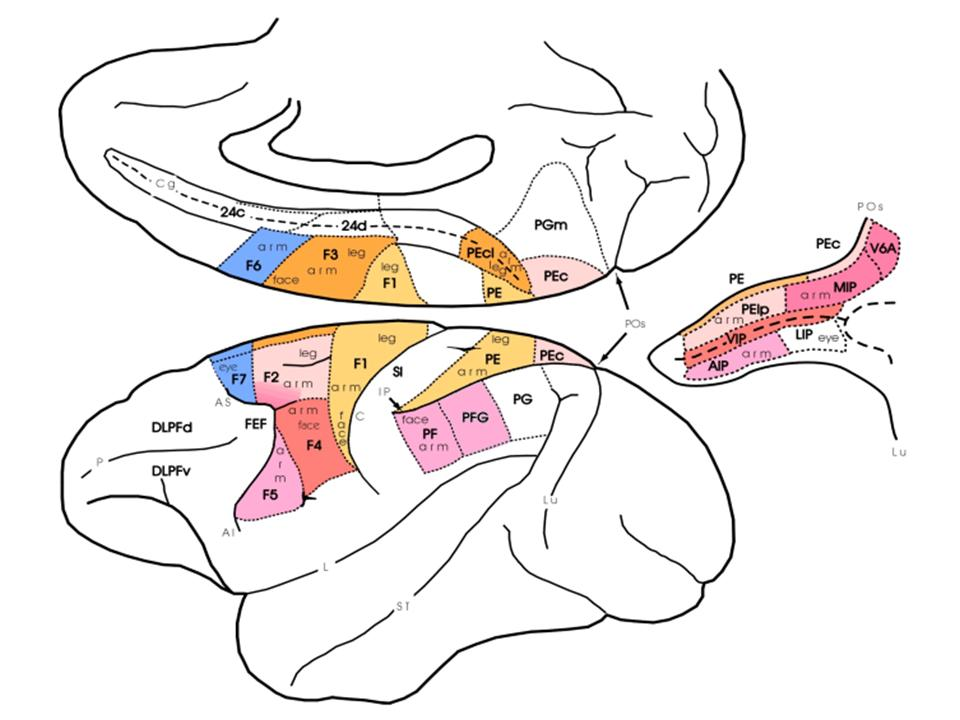 Cg
24c
24d
arm
F6
face
F3
leg
arm
leg
F1
PEcI
a
leg m
PE
PGm
PEc
POs
PEc
V6A
PE
MIP
arm
PEip
arm
VIP
LIP
eye
AIP
arm
Lu
POs
eye
F7
AS
leg
F2
arm
leg
F1
arm
face
C
SI
IP
leg
PE
arm
PEc
face
PF
arm
PFG
PG
DLPFd
FEF
arm
face
F4
P
DLPFv
arm
F5
AI
L
ST
Lu